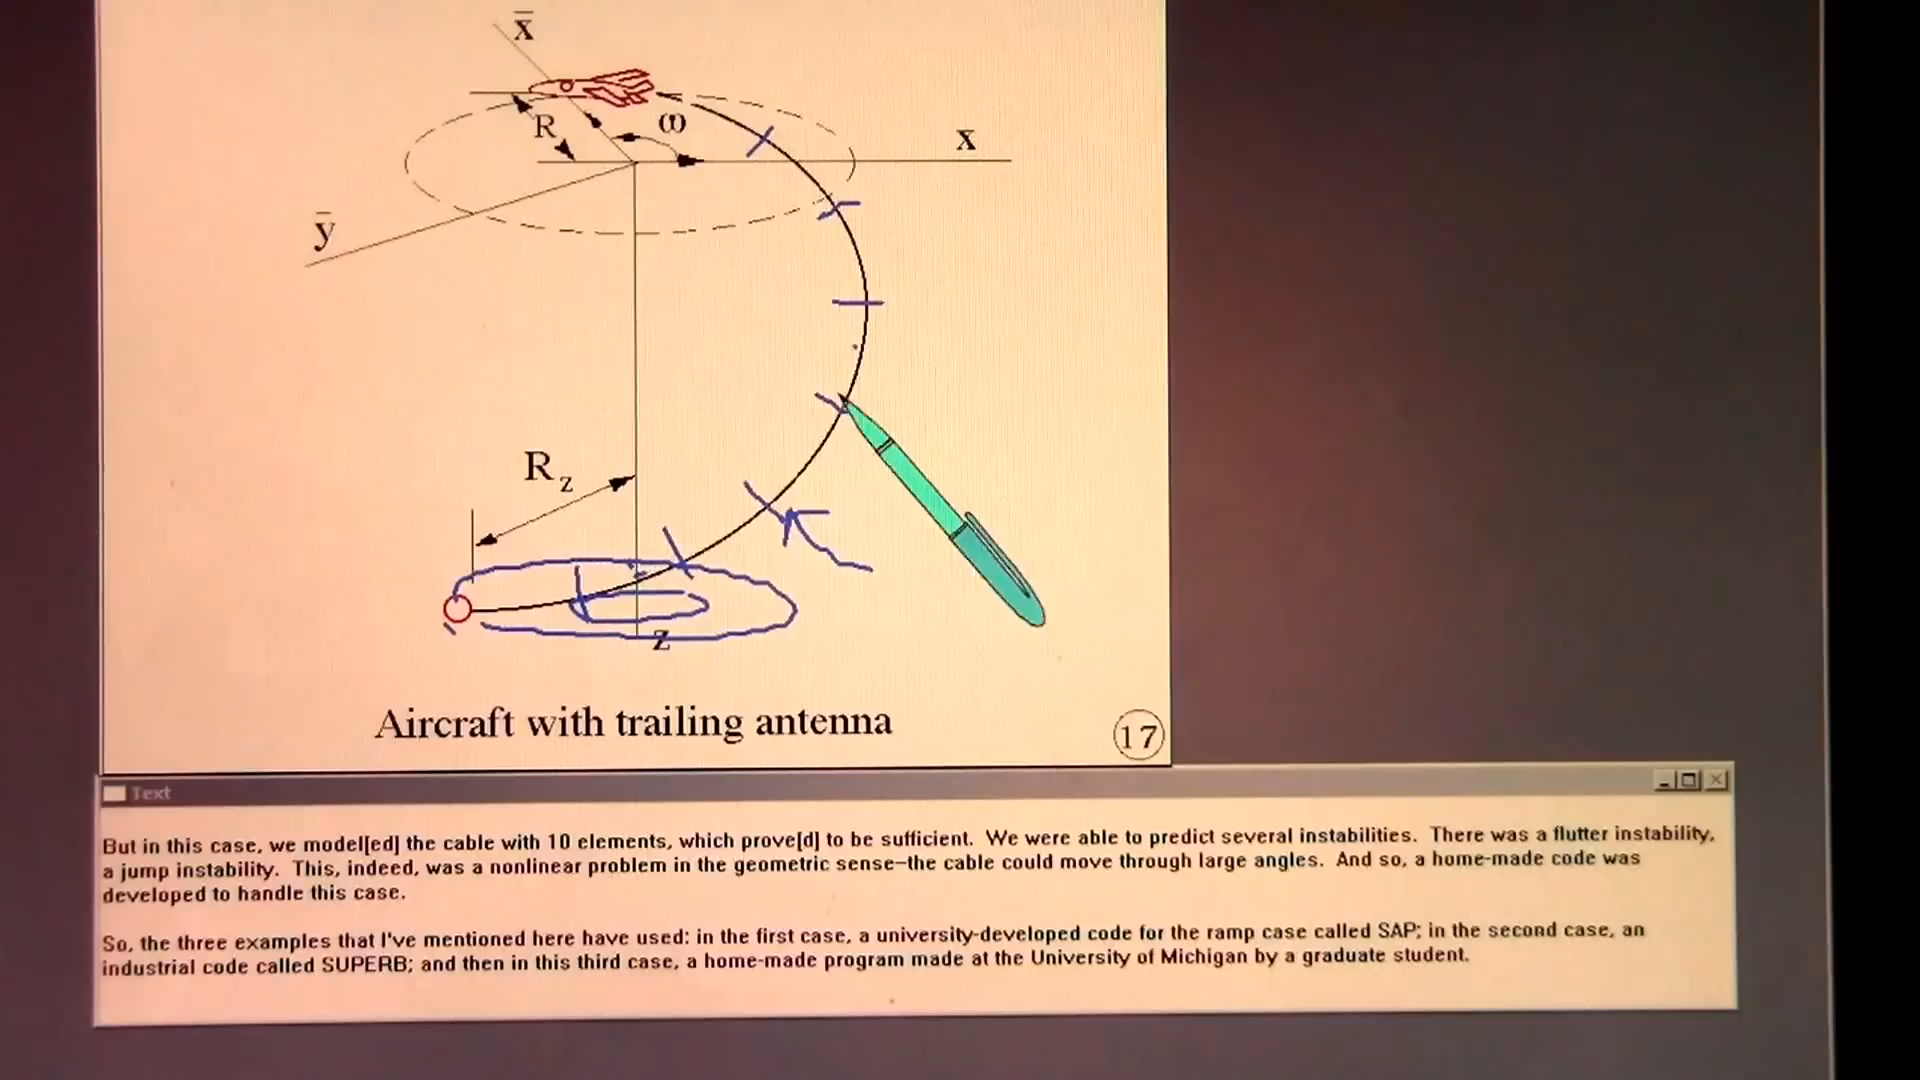 x̄
R
ω
x
ȳ
R z
z
Aircraft with trailing antenna
17
Text
But in this case, we model[ed] the cable with 10 elements, which prove[d] to be sufficient. We were able to predict several instabilities. There was a flutter instability,
a jump instability. This, indeed, was a nonlinear problem in the geometric sense–the cable could move through large angles. And so, a home-made code was
developed to handle this case.
So, the three examples that I've mentioned here have used: in the first case, a university-developed code for the ramp case called SAP; in the second case, an
industrial code called SUPERB; and then in this third case, a home-made program made at the University of Michigan by a graduate student.